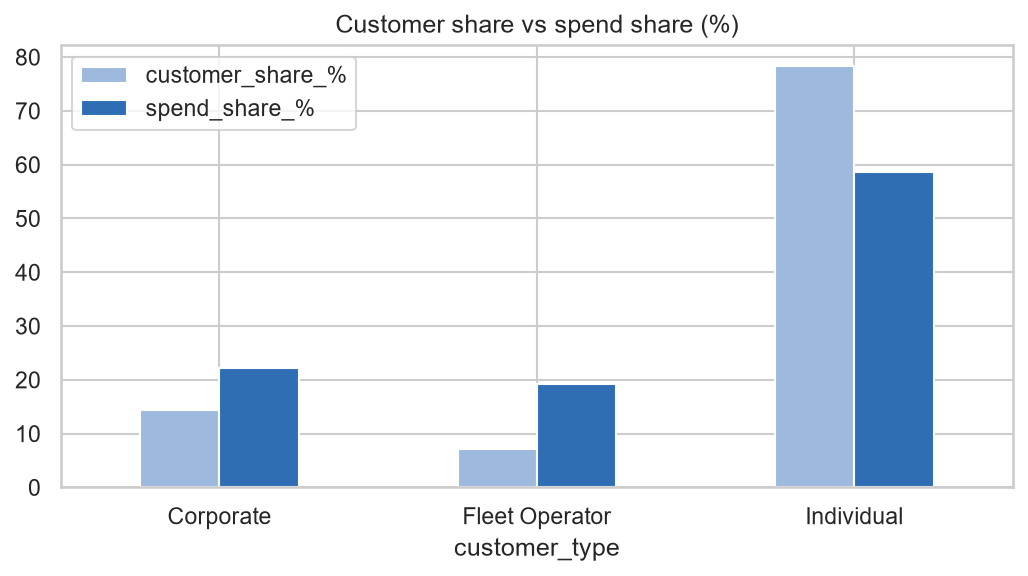 Customer share vs spend share (%)
customer_share_%
spend_share_%
80
70
60
50
40
30
20
10
0
Corporate
Fleet Operator
Individual
customer_type